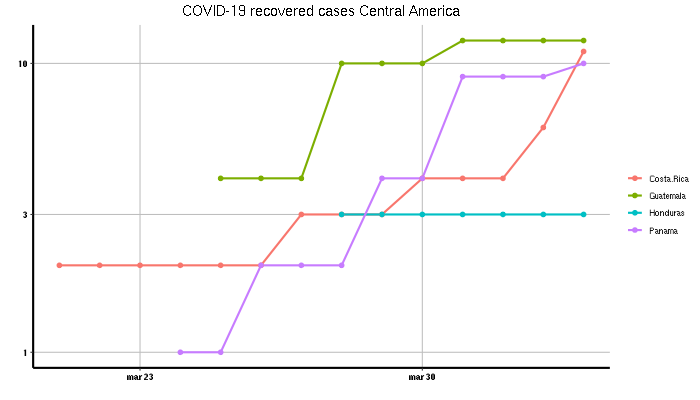 COVID-19 recovered cases Central America
10
3
1
mar 23
mar 30
Costa.Rica
Guatemala
Honduras
Panama